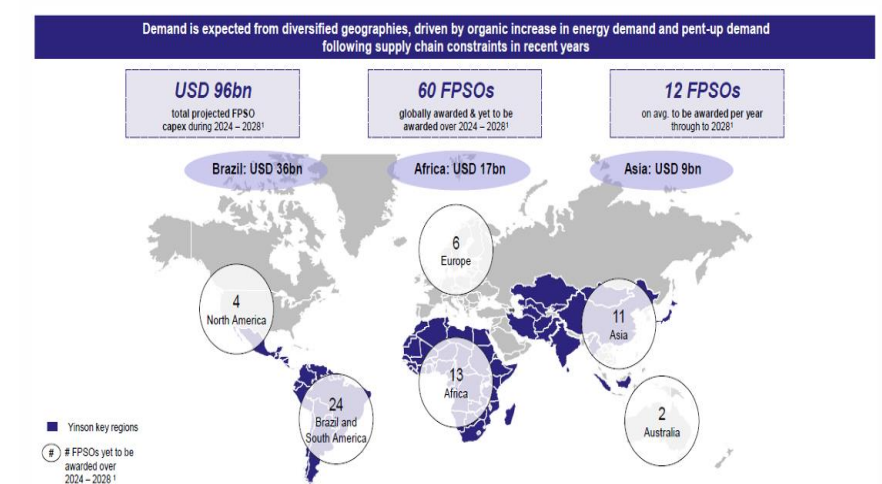 Demand is expected from diversified geographies, driven by organic increase in energy demand and pent-up demand
following supply chain constraints in recent years
USD 96bn
total projected FPSO
capex during 2024 – 2028¹
60 FPSOs
globally awarded & yet to be
awarded over 2024 – 2028¹
12 FPSOs
on avg. to be awarded per year
through to 2028¹
Brazil: USD 36bn
Africa: USD 17bn
Asia: USD 9bn
6
Europe
4
North America
11
Asia
13
Africa
24
Brazil and
South America
2
Australia
Yinson key regions
# # FPSOs yet to be
awarded over
2024 – 2028 ¹